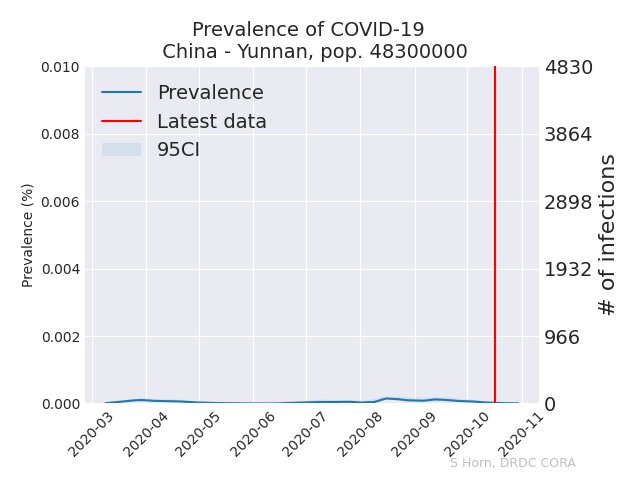 Prevalence of COVID-19
China - Yunnan, pop. 48300000
Prevalence
Latest data
95CI
Prevalence (%)
0.010
0.008
0.006
0.004
0.002
0.000
4830
3864
2898
1932
966
0
# of infections
2020-03
2020-04
2020-05
2020-06
2020-07
2020-08
2020-09
2020-10
2020-11
S Horn, DRDC CORA